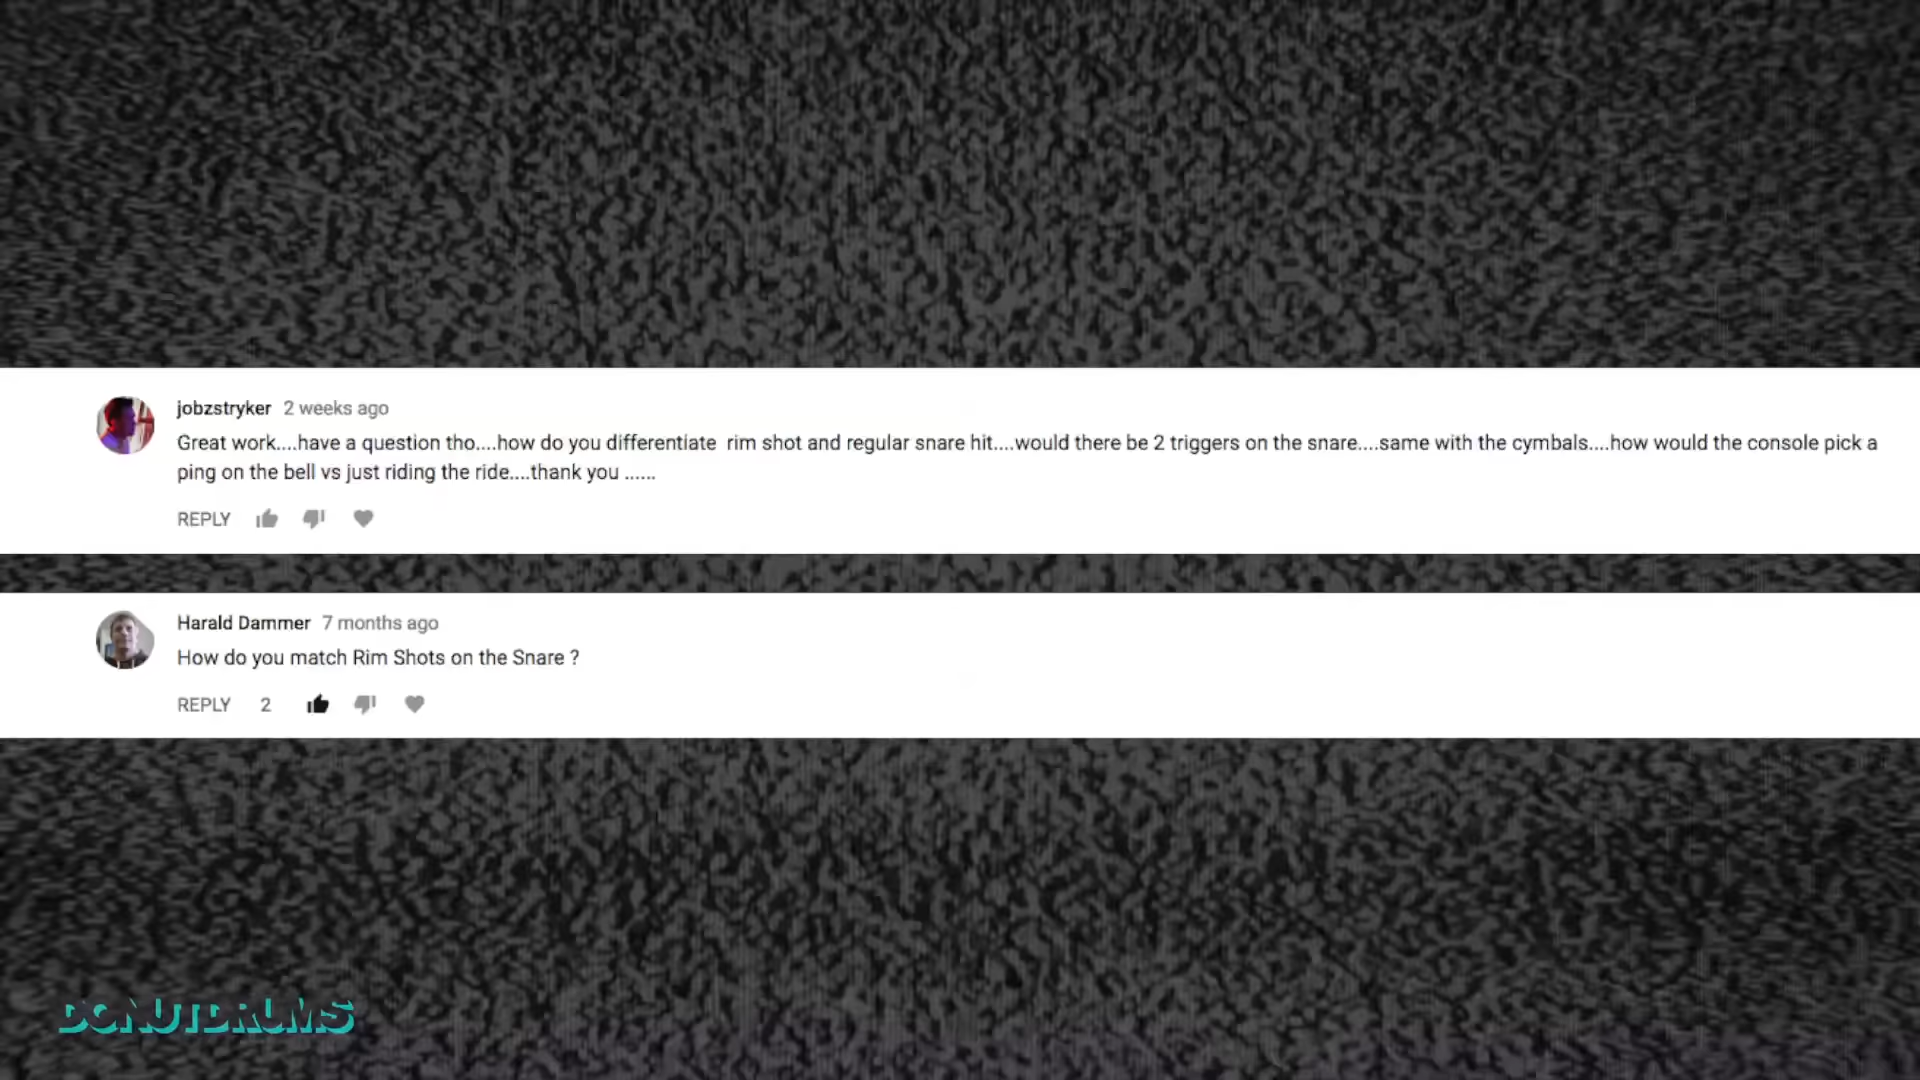 jobzstryker 2 weeks ago
Great work....have a question tho....how do you differentiate  rim shot and regular snare hit....would there be 2 triggers on the snare....same with the cymbals....how would the console pick a
ping on the bell vs just riding the ride....thank you ......
REPLY
Harald Dammer 7 months ago
How do you match Rim Shots on the Snare ?
REPLY 2
DONUTDRUMS